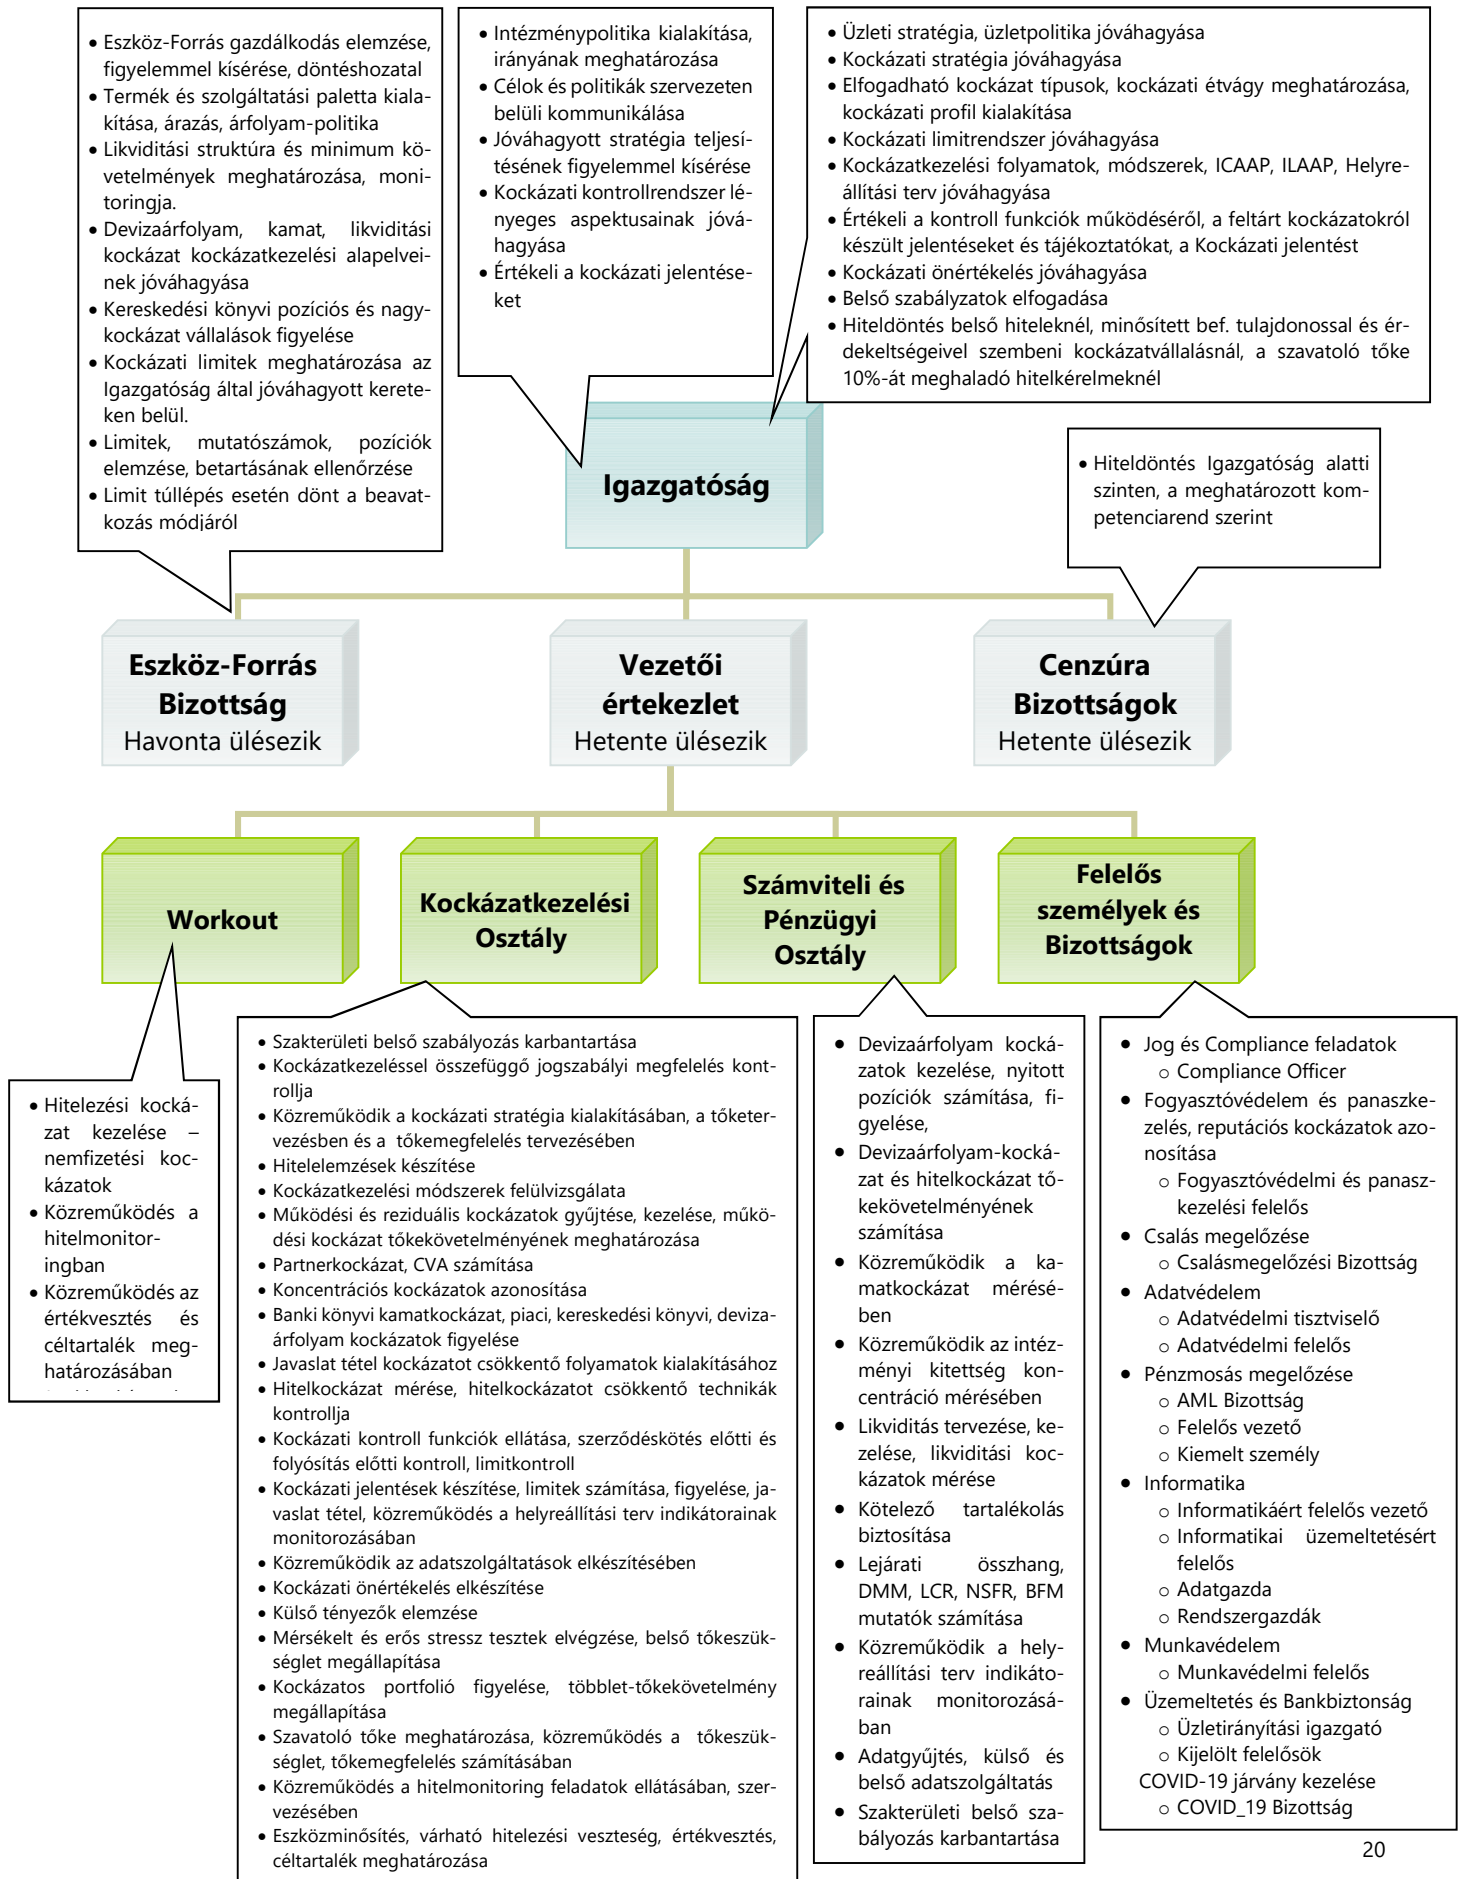 • Eszköz-Forrás gazdálkodás elemzése,
figyelemmel kísérése, döntéshozatal
• Termék és szolgáltatási paletta kiala-
kítása, árazás, árfolyam-politika
• Likviditási struktúra és minimum kö-
vetelmények meghatározása, moni-
toringja.
• Devizaárfolyam, kamat, likviditási
kockázat kockázatkezelési alapelvei-
nek jóváhagyása
• Kereskedési könyvi pozíciós és nagy-
kockázat vállalások figyelése
• Kockázati limitek meghatározása az
Igazgatóság által jóváhagyott kerete-
ken belül.
• Limitek, mutatószámok, pozíciók
elemzése, betartásának ellenőrzése
• Limit túllépés esetén dönt a beavat-
kozás módjáról
• Intézménypolitika kialakítása,
irányának meghatározása
• Célok és politikák szervezeten
belüli kommunikálása
• Jóváhagyott stratégia teljesí-
tésének figyelemmel kísérése
• Kockázati kontrollrendszer lé-
nyeges aspektusainak jóvá-
hagyása
• Értékeli a kockázati jelentése-
ket
• Üzleti stratégia, üzletpolitika jóváhagyása
• Kockázati stratégia jóváhagyása
• Elfogadható kockázat típusok, kockázati étvágy meghatározása,
kockázati profil kialakítása
• Kockázati limitrendszer jóváhagyása
• Kockázatkezelési folyamatok, módszerek, ICAAP, ILAAP, Helyre-
állítási terv jóváhagyása
• Értékeli a kontroll funkciók működéséről, a feltárt kockázatokról
készült jelentéseket és tájékoztatókat, a Kockázati jelentést
• Kockázati önértékelés jóváhagyása
• Belső szabályzatok elfogadása
• Hiteldöntés belső hiteleknél, minősített bef. tulajdonossal és ér-
dekeltségeivel szembeni kockázatvállalásnál, a szavatoló tőke
10%-át meghaladó hitelkérelmeknél
Igazgatóság
• Hiteldöntés Igazgatóság alatti
szinten, a meghatározott kom-
petenciarend szerint
Eszköz-Forrás
Bizottság
Havonta ülésezik
Vezetői
értekezlet
Hetente ülésezik
Cenzúra
Bizottságok
Hetente ülésezik
Workout
Kockázatkezelési
Osztály
Számviteli és
Pénzügyi
Osztály
Felelős
személyek és
Bizottságok
• Hitelezési kocká-
zat kezelése –
nemfizetési koc-
kázatok
• Közreműködés a
hitelmonitor-
ingban
• Közreműködés az
értékvesztés és
céltartalék meg-
határozásában
• Szakterületi belső szabályozás karbantartása
• Kockázatkezeléssel összefüggő jogszabályi megfelelés kont-
rollja
• Közreműködik a kockázati stratégia kialakításában, a tőketer-
vezésben és a tőkemegfelelés tervezésében
• Hitelelemzések készítése
• Kockázatkezelési módszerek felülvizsgálata
• Működési és reziduális kockázatok gyűjtése, kezelése, műkö-
dési kockázat tőkekövetelményének meghatározása
• Partnerkockázat, CVA számítása
• Koncentrációs kockázatok azonosítása
• Banki könyvi kamatkockázat, piaci, kereskedési könyvi, deviza-
árfolyam kockázatok figyelése
• Javaslat tétel kockázatot csökkentő folyamatok kialakításához
• Hitelkockázat mérése, hitelkockázatot csökkentő technikák
kontrollja
• Kockázati kontroll funkciók ellátása, szerződéskötés előtti és
folyósítás előtti kontroll, limitkontroll
• Kockázati jelentések készítése, limitek számítása, figyelése, ja-
vaslat tétel, közreműködés a helyreállítási terv indikátorainak
monitorozásában
• Közreműködik az adatszolgáltatások elkészítésében
• Kockázati önértékelés elkészítése
• Külső tényezők elemzése
• Mérsékelt és erős stressz tesztek elvégzése, belső tőkeszük-
séglet megállapítása
• Kockázatos portfolió figyelése, többlet-tőkekövetelmény
megállapítása
• Szavatoló tőke meghatározása, közreműködés a tőkeszük-
séglet, tőkemegfelelés számításában
• Közreműködés a hitelmonitoring feladatok ellátásában, szer-
vezésében
• Eszközminősítés, várható hitelezési veszteség, értékvesztés,
céltartalék meghatározása
• Devizaárfolyam kocká-
zatok kezelése, nyitott
pozíciók számítása, fi-
gyelése,
• Devizaárfolyam-kocká-
zat és hitelkockázat tő-
kekövetelményének
számítása
• Közreműködik a ka-
matkockázat mérésé-
ben
• Közreműködik az intéz-
ményi kitettség kon-
centráció mérésében
• Likviditás tervezése, ke-
zelése, likviditási koc-
kázatok mérése
• Kötelező tartalékolás
biztosítása
• Lejárati összhang,
DMM, LCR, NSFR, BFM
mutatók számítása
• Közreműködik a hely-
reállítási terv indikáto-
rainak monitorozásá-
ban
• Adatgyűjtés, külső és
belső adatszolgáltatás
• Szakterületi belső sza-
bályozás karbantartása
• Jog és Compliance feladatok
o Compliance Officer
• Fogyasztóvédelem és panaszke-
zelés, reputációs kockázatok azo-
nosítása
o Fogyasztóvédelmi és panasz-
kezelési felelős
• Csalás megelőzése
o Csalásmegelőzési Bizottság
• Adatvédelem
o Adatvédelmi tisztviselő
o Adatvédelmi felelős
• Pénzmosás megelőzése
o AML Bizottság
o Felelős vezető
o Kiemelt személy
• Informatika
o Informatikáért felelős vezető
o Informatikai üzemeltetésért
felelős
o Adatgazda
o Rendszergazdák
• Munkavédelem
o Munkavédelmi felelős
• Üzemeltetés és Bankbiztonság
o Üzletirányítási igazgató
o Kijelölt felelősök
COVID-19 járvány kezelése
o COVID_19 Bizottság
20